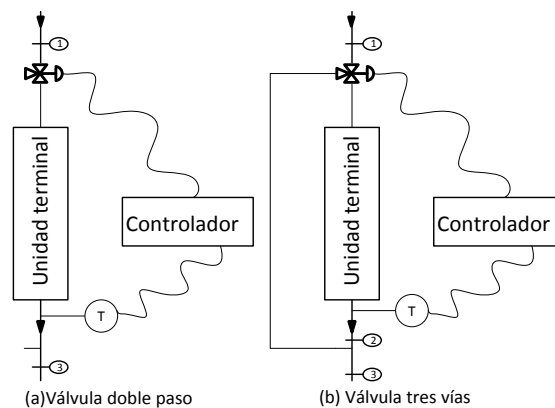 1
1
Unidad terminal
Unidad terminal
Controlador
Controlador
T
T
2
3
3
(a)Válvula doble paso
(b) Válvula tres vías